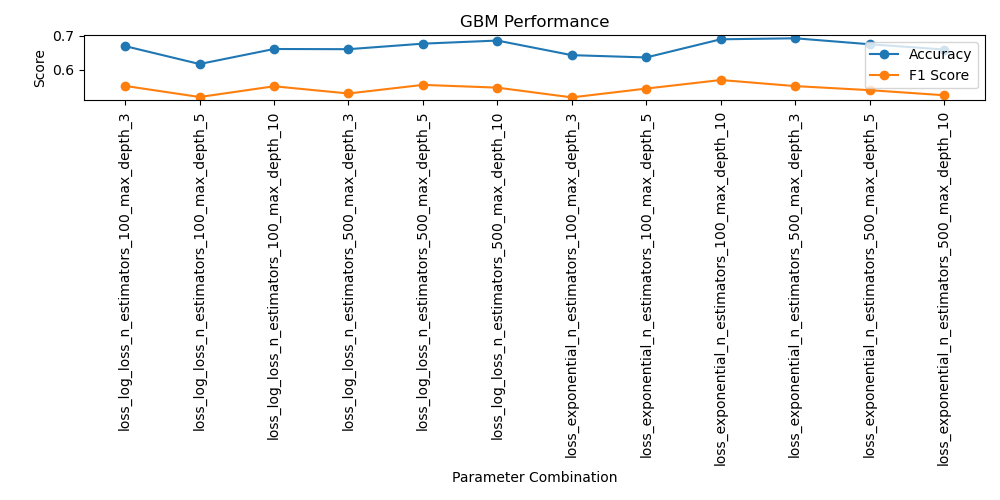 GBM Performance
Score
0.7
0.6
Accuracy
F1 Score
loss_log_loss_n_estimators_100_max_depth_3
loss_log_loss_n_estimators_100_max_depth_5
loss_log_loss_n_estimators_100_max_depth_10
loss_log_loss_n_estimators_500_max_depth_3
loss_log_loss_n_estimators_500_max_depth_5
loss_log_loss_n_estimators_500_max_depth_10
loss_exponential_n_estimators_100_max_depth_3
loss_exponential_n_estimators_100_max_depth_5
loss_exponential_n_estimators_100_max_depth_10
loss_exponential_n_estimators_500_max_depth_3
loss_exponential_n_estimators_500_max_depth_5
loss_exponential_n_estimators_500_max_depth_10
Parameter Combination